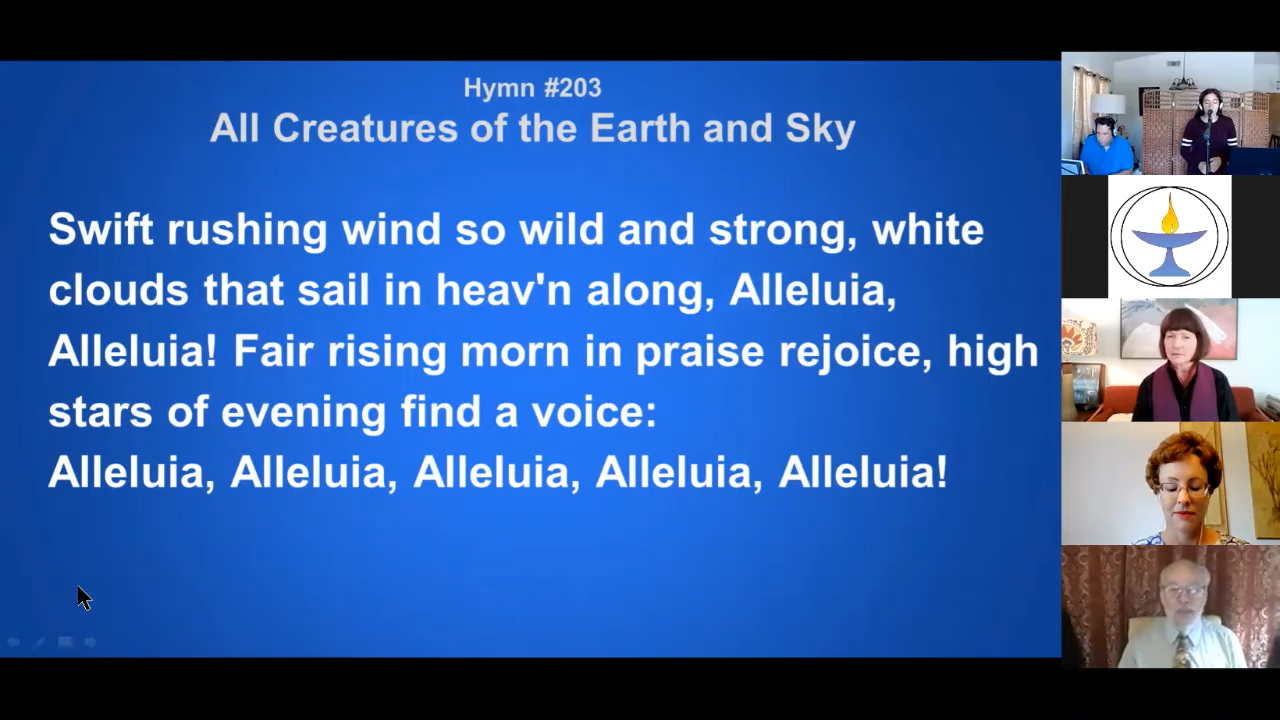 Hymn #203
All Creatures of the Earth and Sky
Swift rushing wind so wild and strong, white
clouds that sail in heav'n along, Alleluia,
Alleluia! Fair rising norn in praise rejoice, high
stars of evening find a voice:
Alleluia, Alleluia, Alleluia, Alleluia, Alleluia!